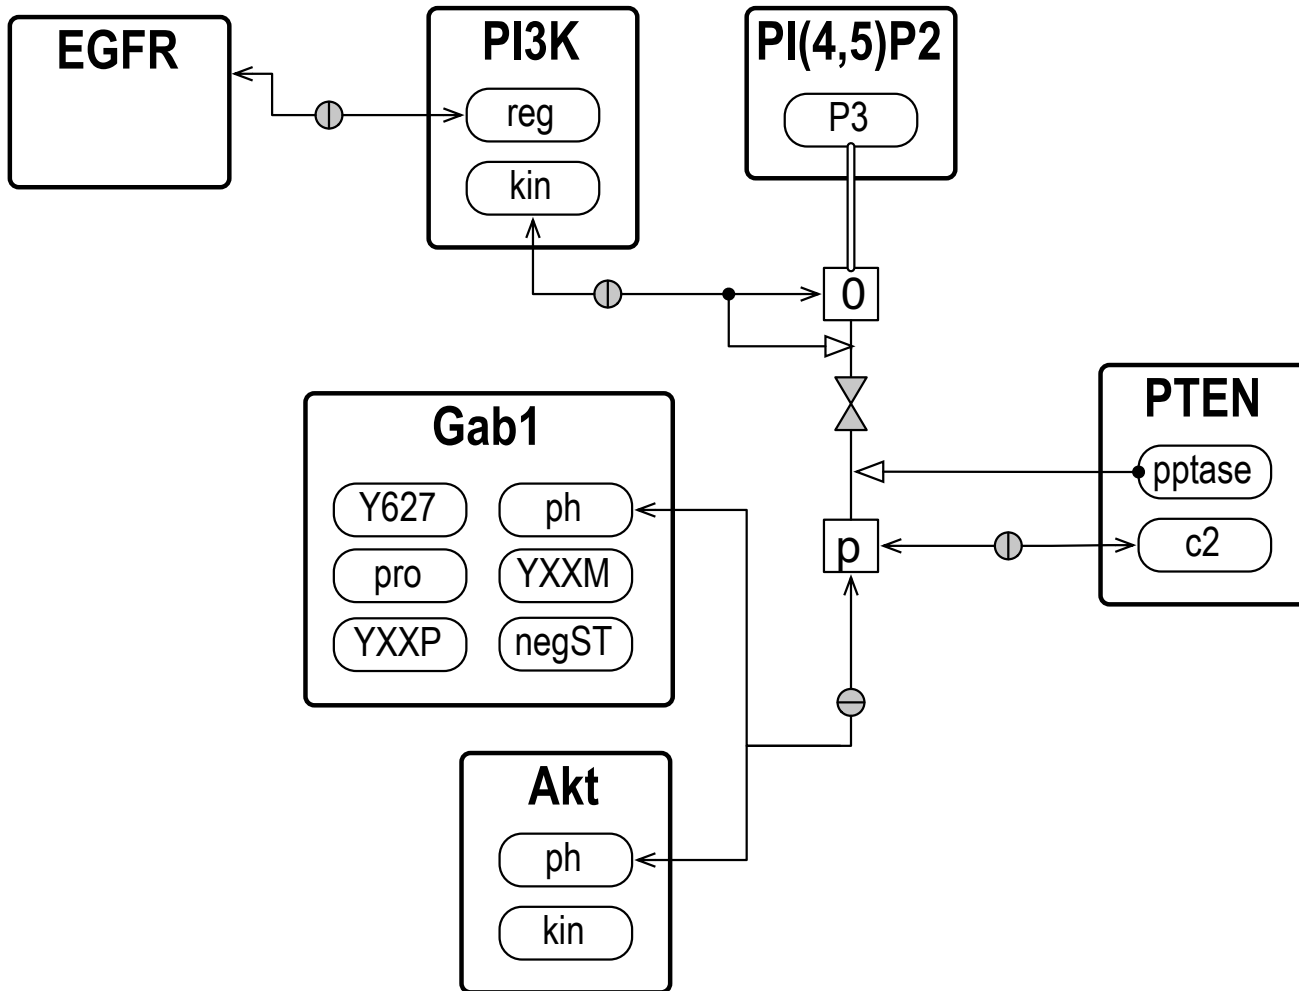 EGFR
PI3K
reg
kin
PI(4,5)P2
P3
0
Gab1
Y627
ph
pro
YXXM
YXXP
negST
PTEN
pptase
c2
p
Akt
ph
kin